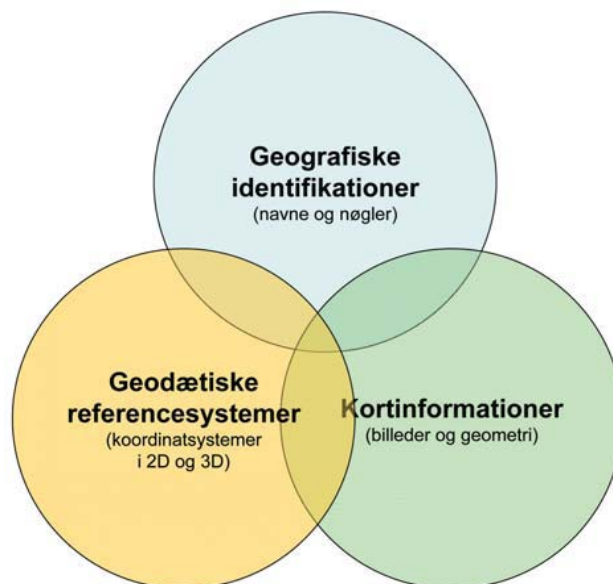 Geografiske
identifikationer
(navne og nøgler)
Geodætiske
referencesystemer
(koordinatsystemer
i 2D og 3D)
Kortinformationer
(billeder og geometri)